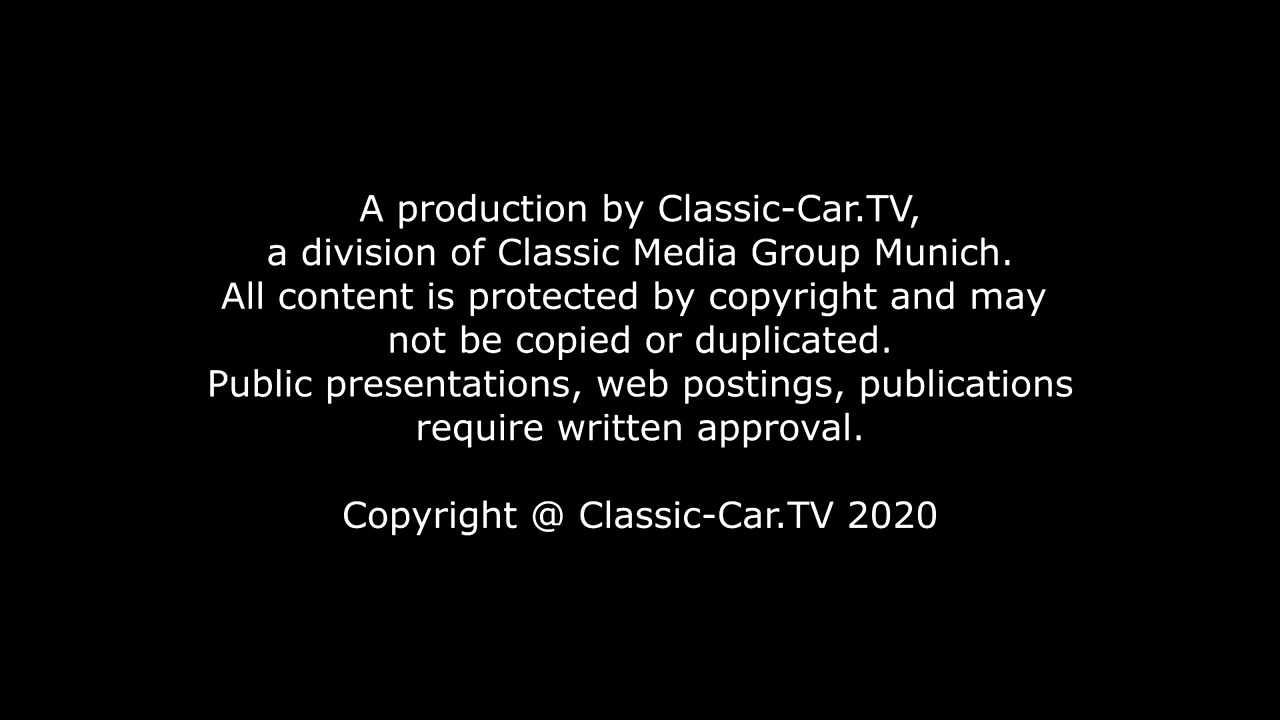 A production by Classic-Car.TV,
a division of Classic Media Group Munich.
All content is protected by copyright and may
not be copied or duplicated.
Public presentations, web postings, publications
require written approval.
Copyright @ Classic-Car.TV 2020